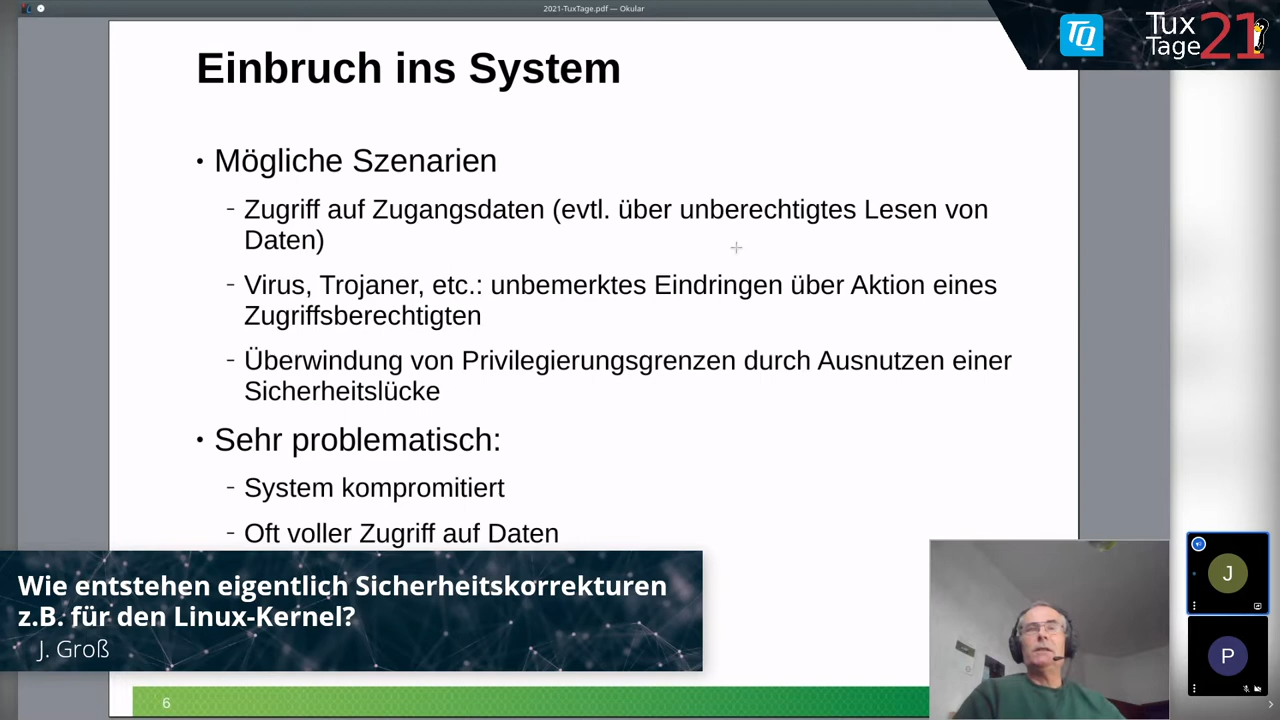 2021-TuxTage.pdf — Okular
TQ
Tux
Tage 21
Einbruch ins System
• Mögliche Szenarien
- Zugriff auf Zugangsdaten (evtl. über unberechtigtes Lesen von
Daten)
- Virus, Trojaner, etc.: unbemerktes Eindringen über Aktion eines
Zugriffsberechtigten
- Überwindung von Privilegierungsgrenzen durch Ausnutzen einer
Sicherheitslücke
• Sehr problematisch:
- System kompromitiert
- Oft voller Zugriff auf Daten
Wie entstehen eigentlich Sicherheitskorrekturen
z.B. für den Linux-Kernel?
J. Groß
J
P
6